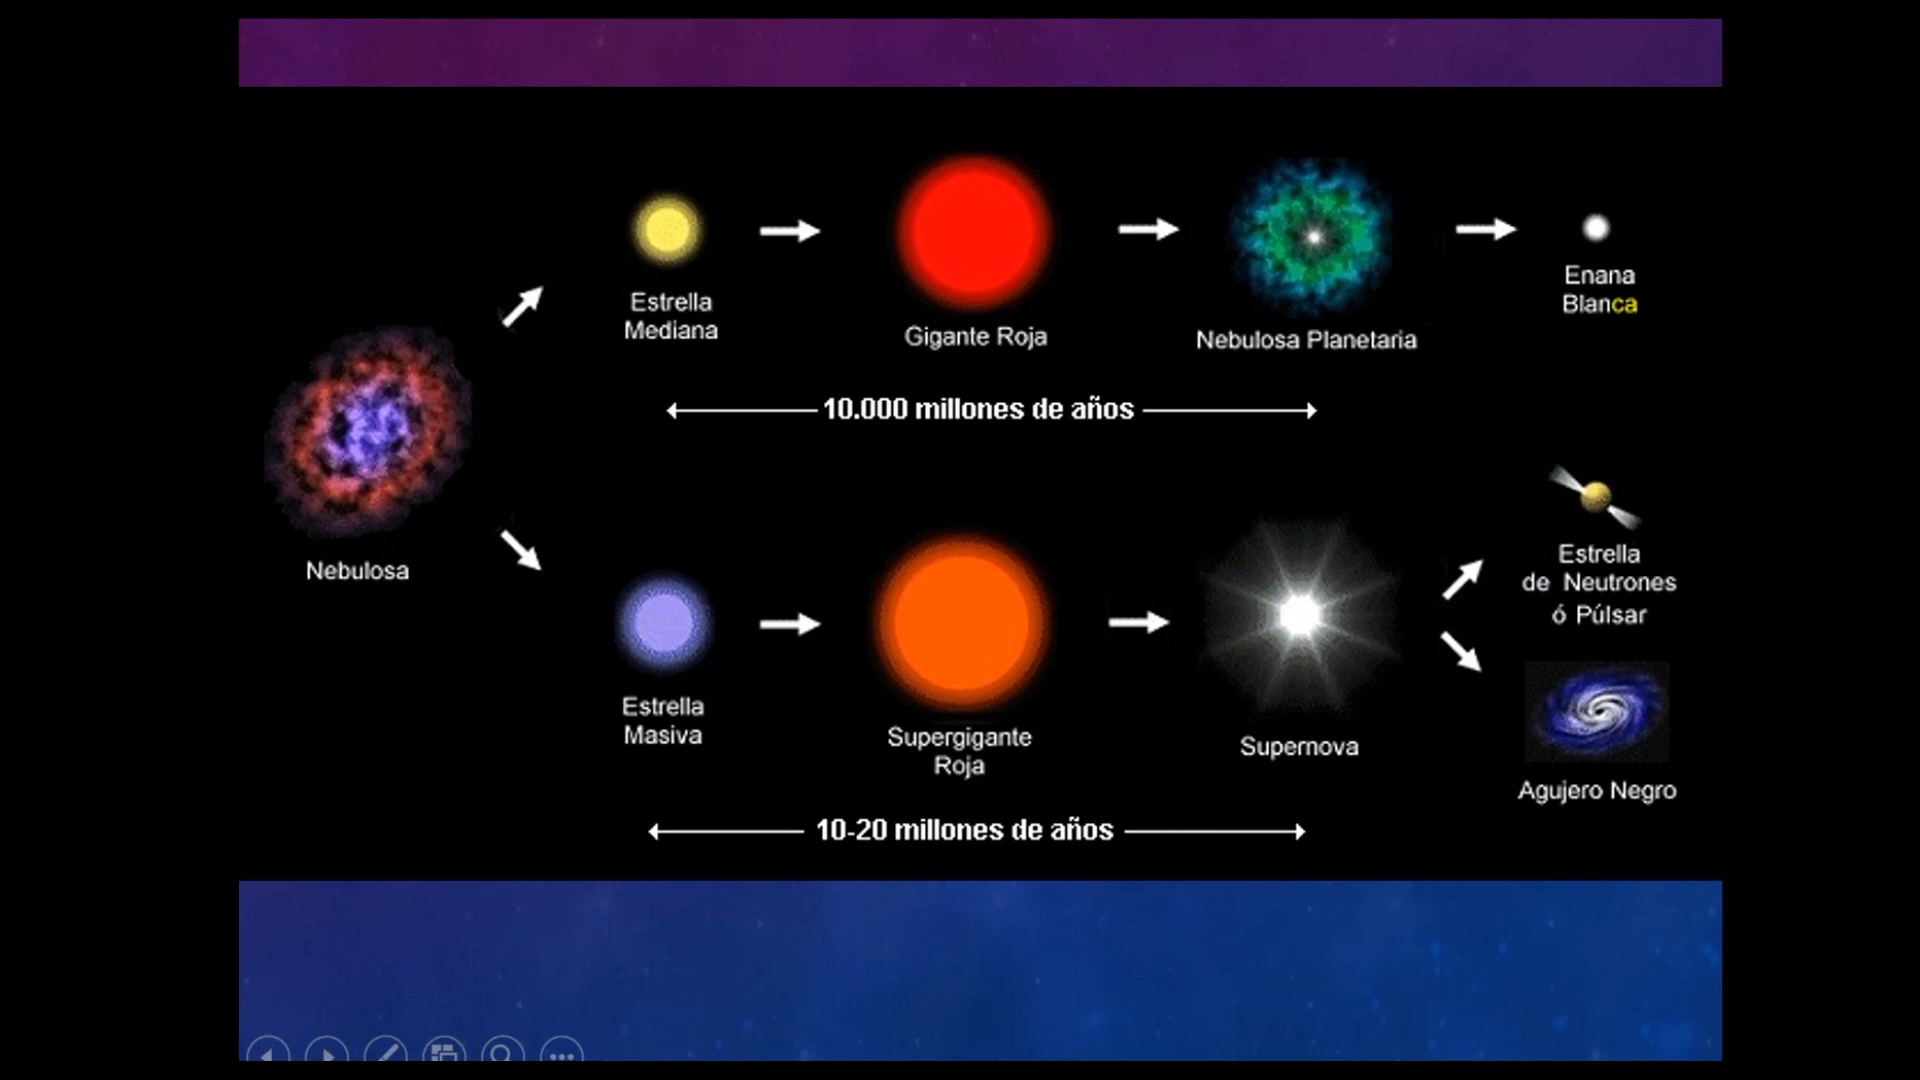 Estrella
Mediana
Gigante Roja
Nebulosa Planetaria
Enana
Blanca
10.000 millones de años
Nebulosa
Estrella
de Neutrones
ó Púlsar
Estrella
Masiva
Supergigante
Roja
Supernova
Agujero Negro
10-20 millones de años